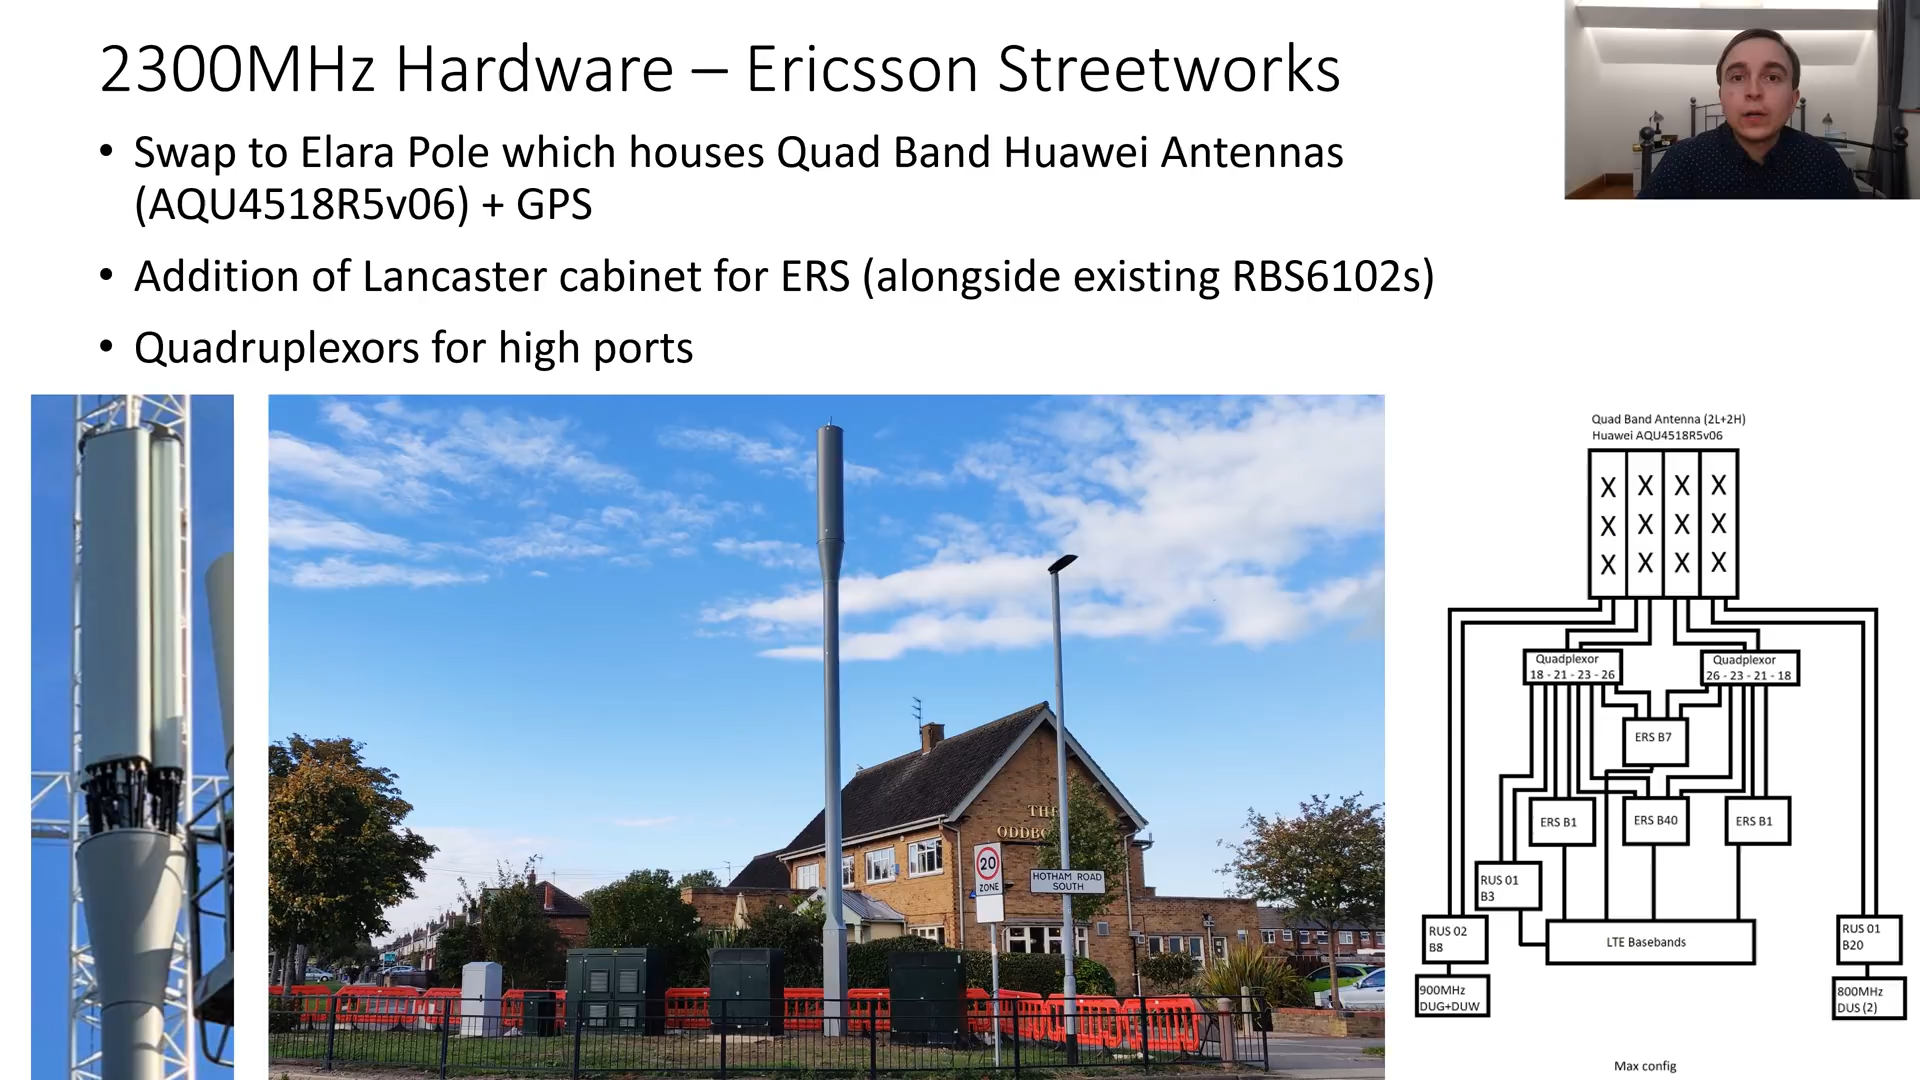 2300MHz Hardware – Ericsson Streetworks
• Swap to Elara Pole which houses Quad Band Huawei Antennas
(AQU4518R5v06) + GPS
• Addition of Lancaster cabinet for ERS (alongside existing RBS6102s)
• Quadruplexors for high ports
THE
ODDBO
20
ZONE
HOTHAM ROAD
SOUTH
Quad Band Antenna (2L+2H)
Huawei AQU4518R5v06
X X X X
X X X X
X X X X
Quadplexor
18 - 21 - 23 - 26
Quadplexor
26 - 23 - 21 - 18
ERS B7
ERS B1
ERS B40
ERS B1
RUS 01
B3
RUS 02
B8
LTE Basebands
RUS 01
B20
900MHz
DUG+DUW
800MHz
DUS (2)
Max config